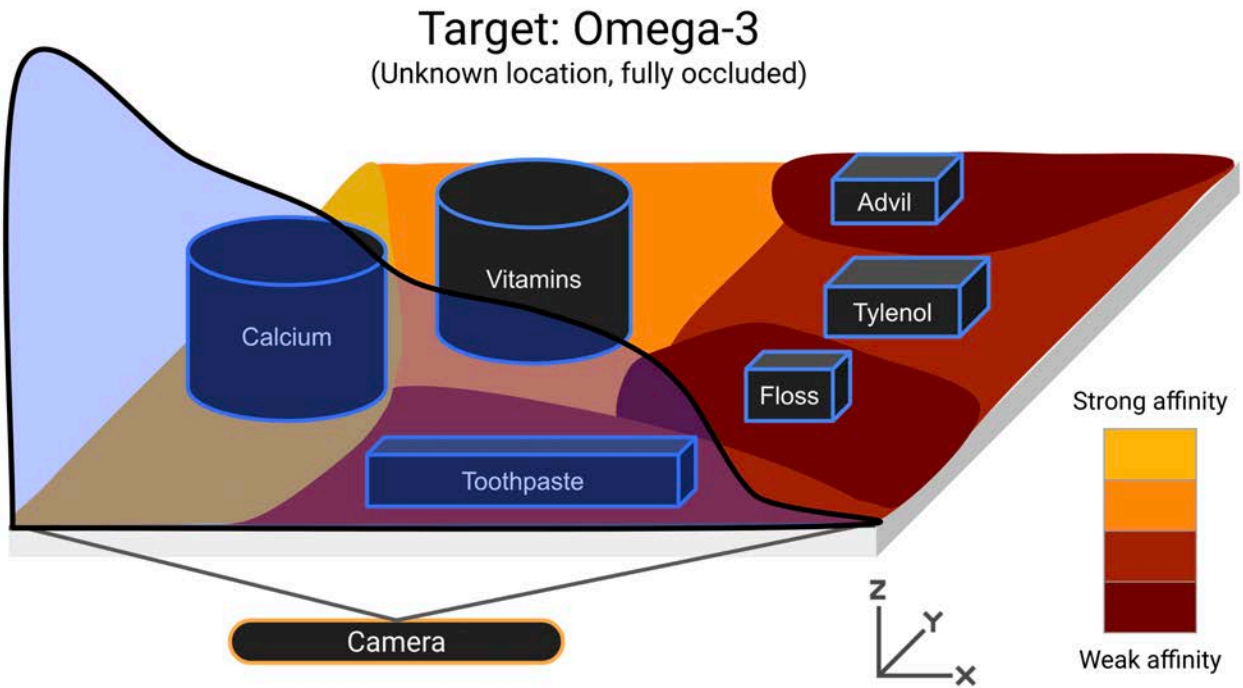 Target: Omega-3
(Unknown location, fully occluded)
Advil
Vitamins
Tylenol
Calcium
Floss
Toothpaste
Strong affinity
Weak affinity
Camera
Z
Y
X